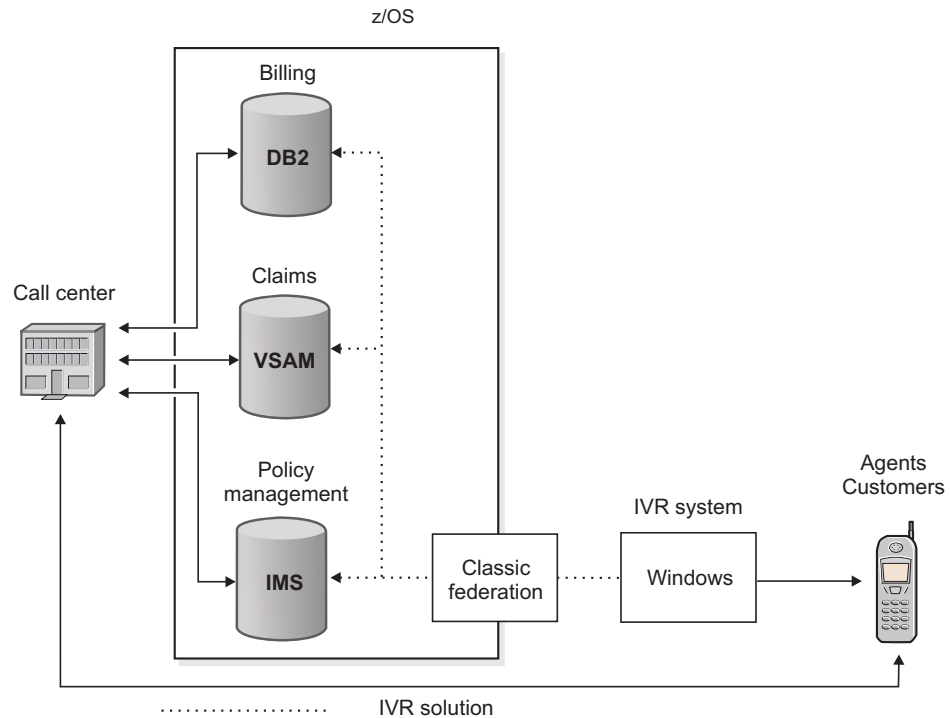 z/OS
Billing
DB2
Claims
Call center
VSAM
Policy
management
Agents
Customers
IVR system
IMS
Classic
federation
Windows
IVR solution